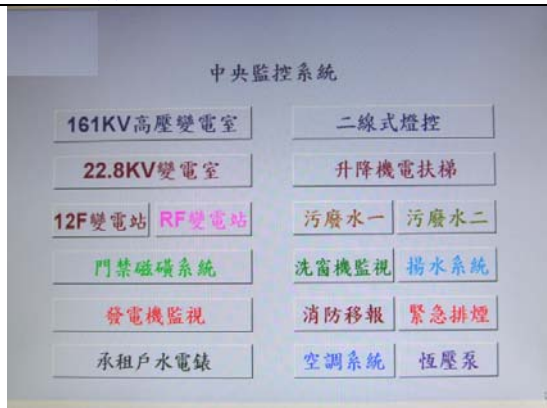 中央監控系統
161KV高壓變電室
二線式燈控
22.8KV變電室
升降機電扶梯
12F變電站 RF變電站
污廢水一 污廢水二
門禁磁磺系統
洗窗機監視 揚水系統
發電機監視
消防移報 緊急排煙
承租戶水電錶
空調系統 恆壓泵